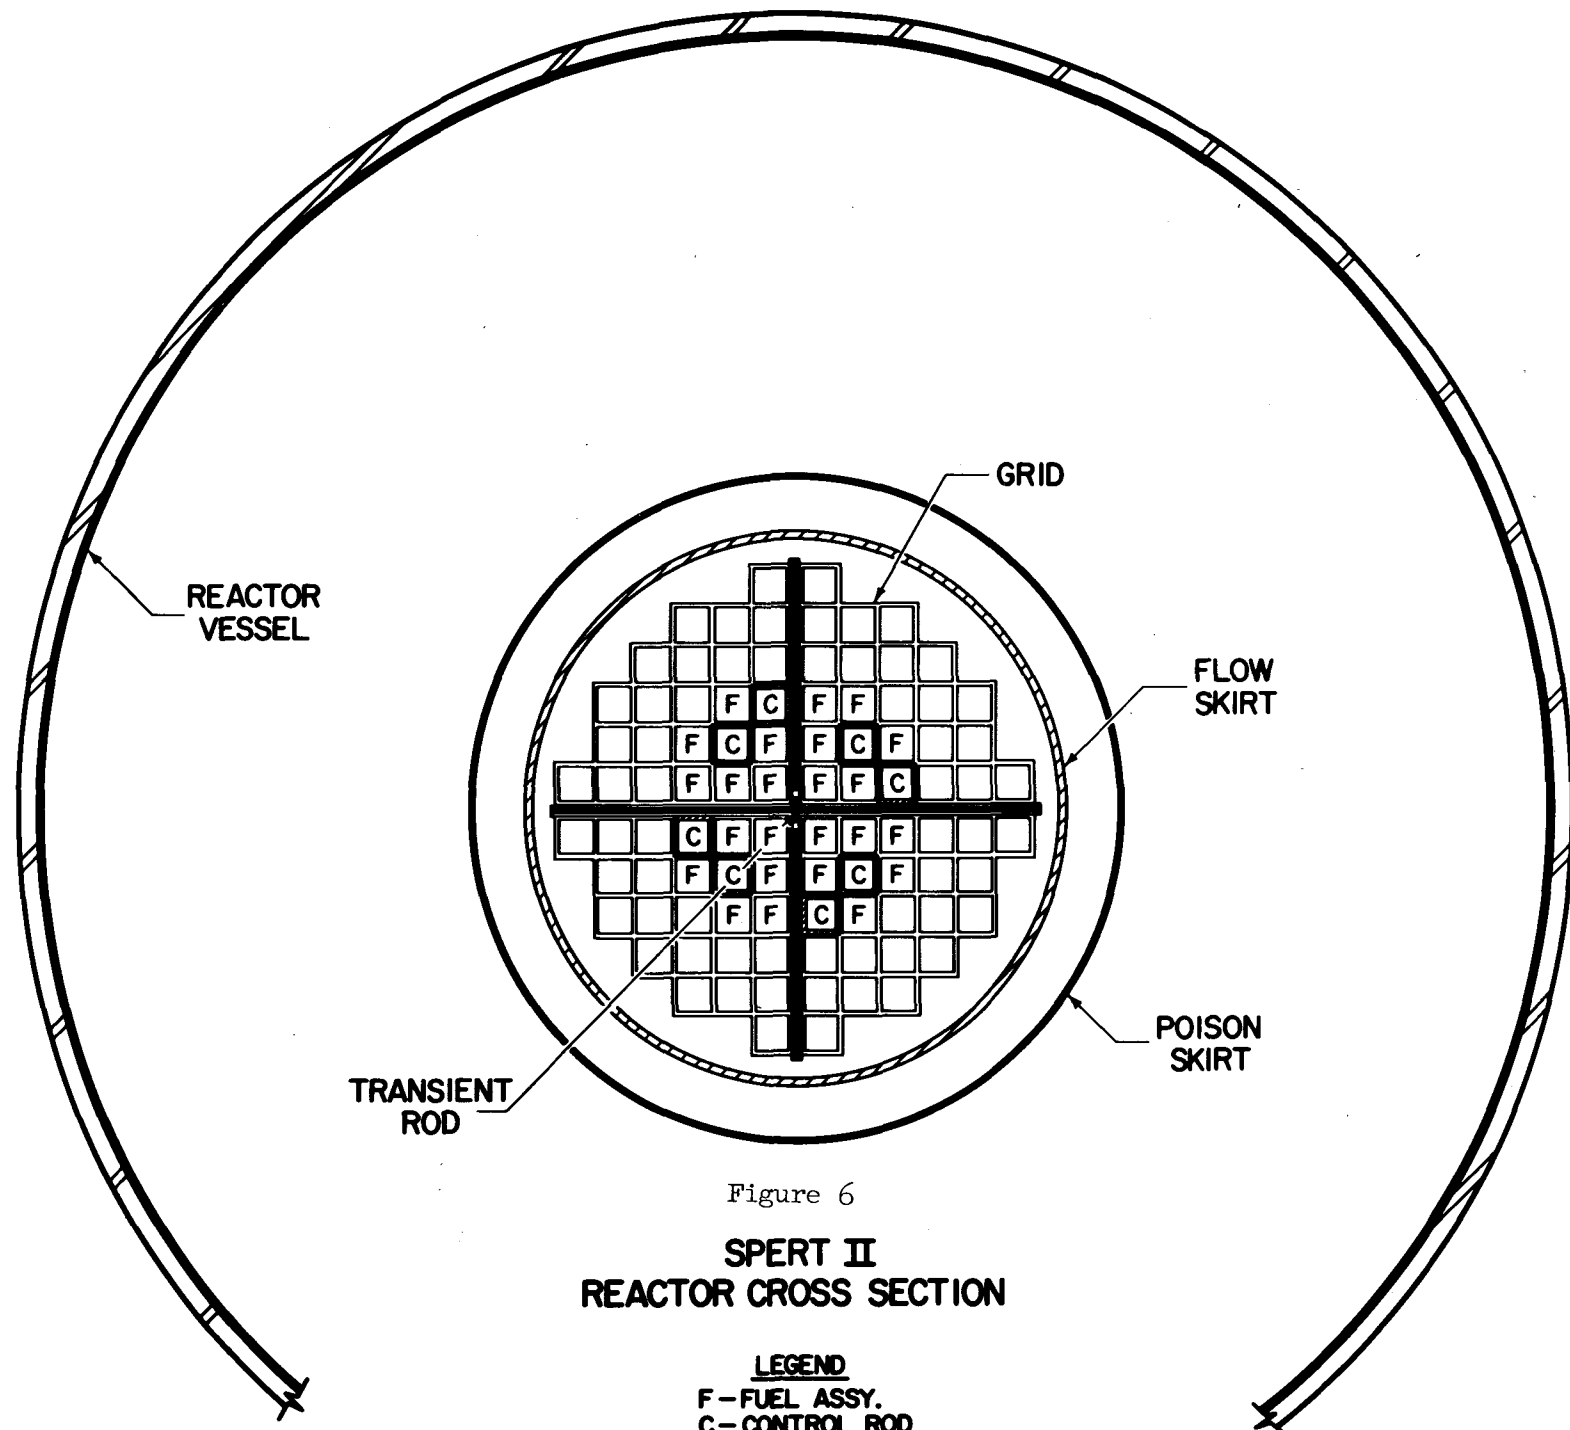 GRID
REACTOR
VESSEL
FLOW
SKIRT
F C F F
F C F F C F
F F F F F C
C F F F F F
F C F F C F
F F C F
POISON
SKIRT
TRANSIENT
ROD
Figure 6
SPERT II
REACTOR CROSS SECTION
LEGEND
F – FUEL ASSY.
C – CONTROL ROD